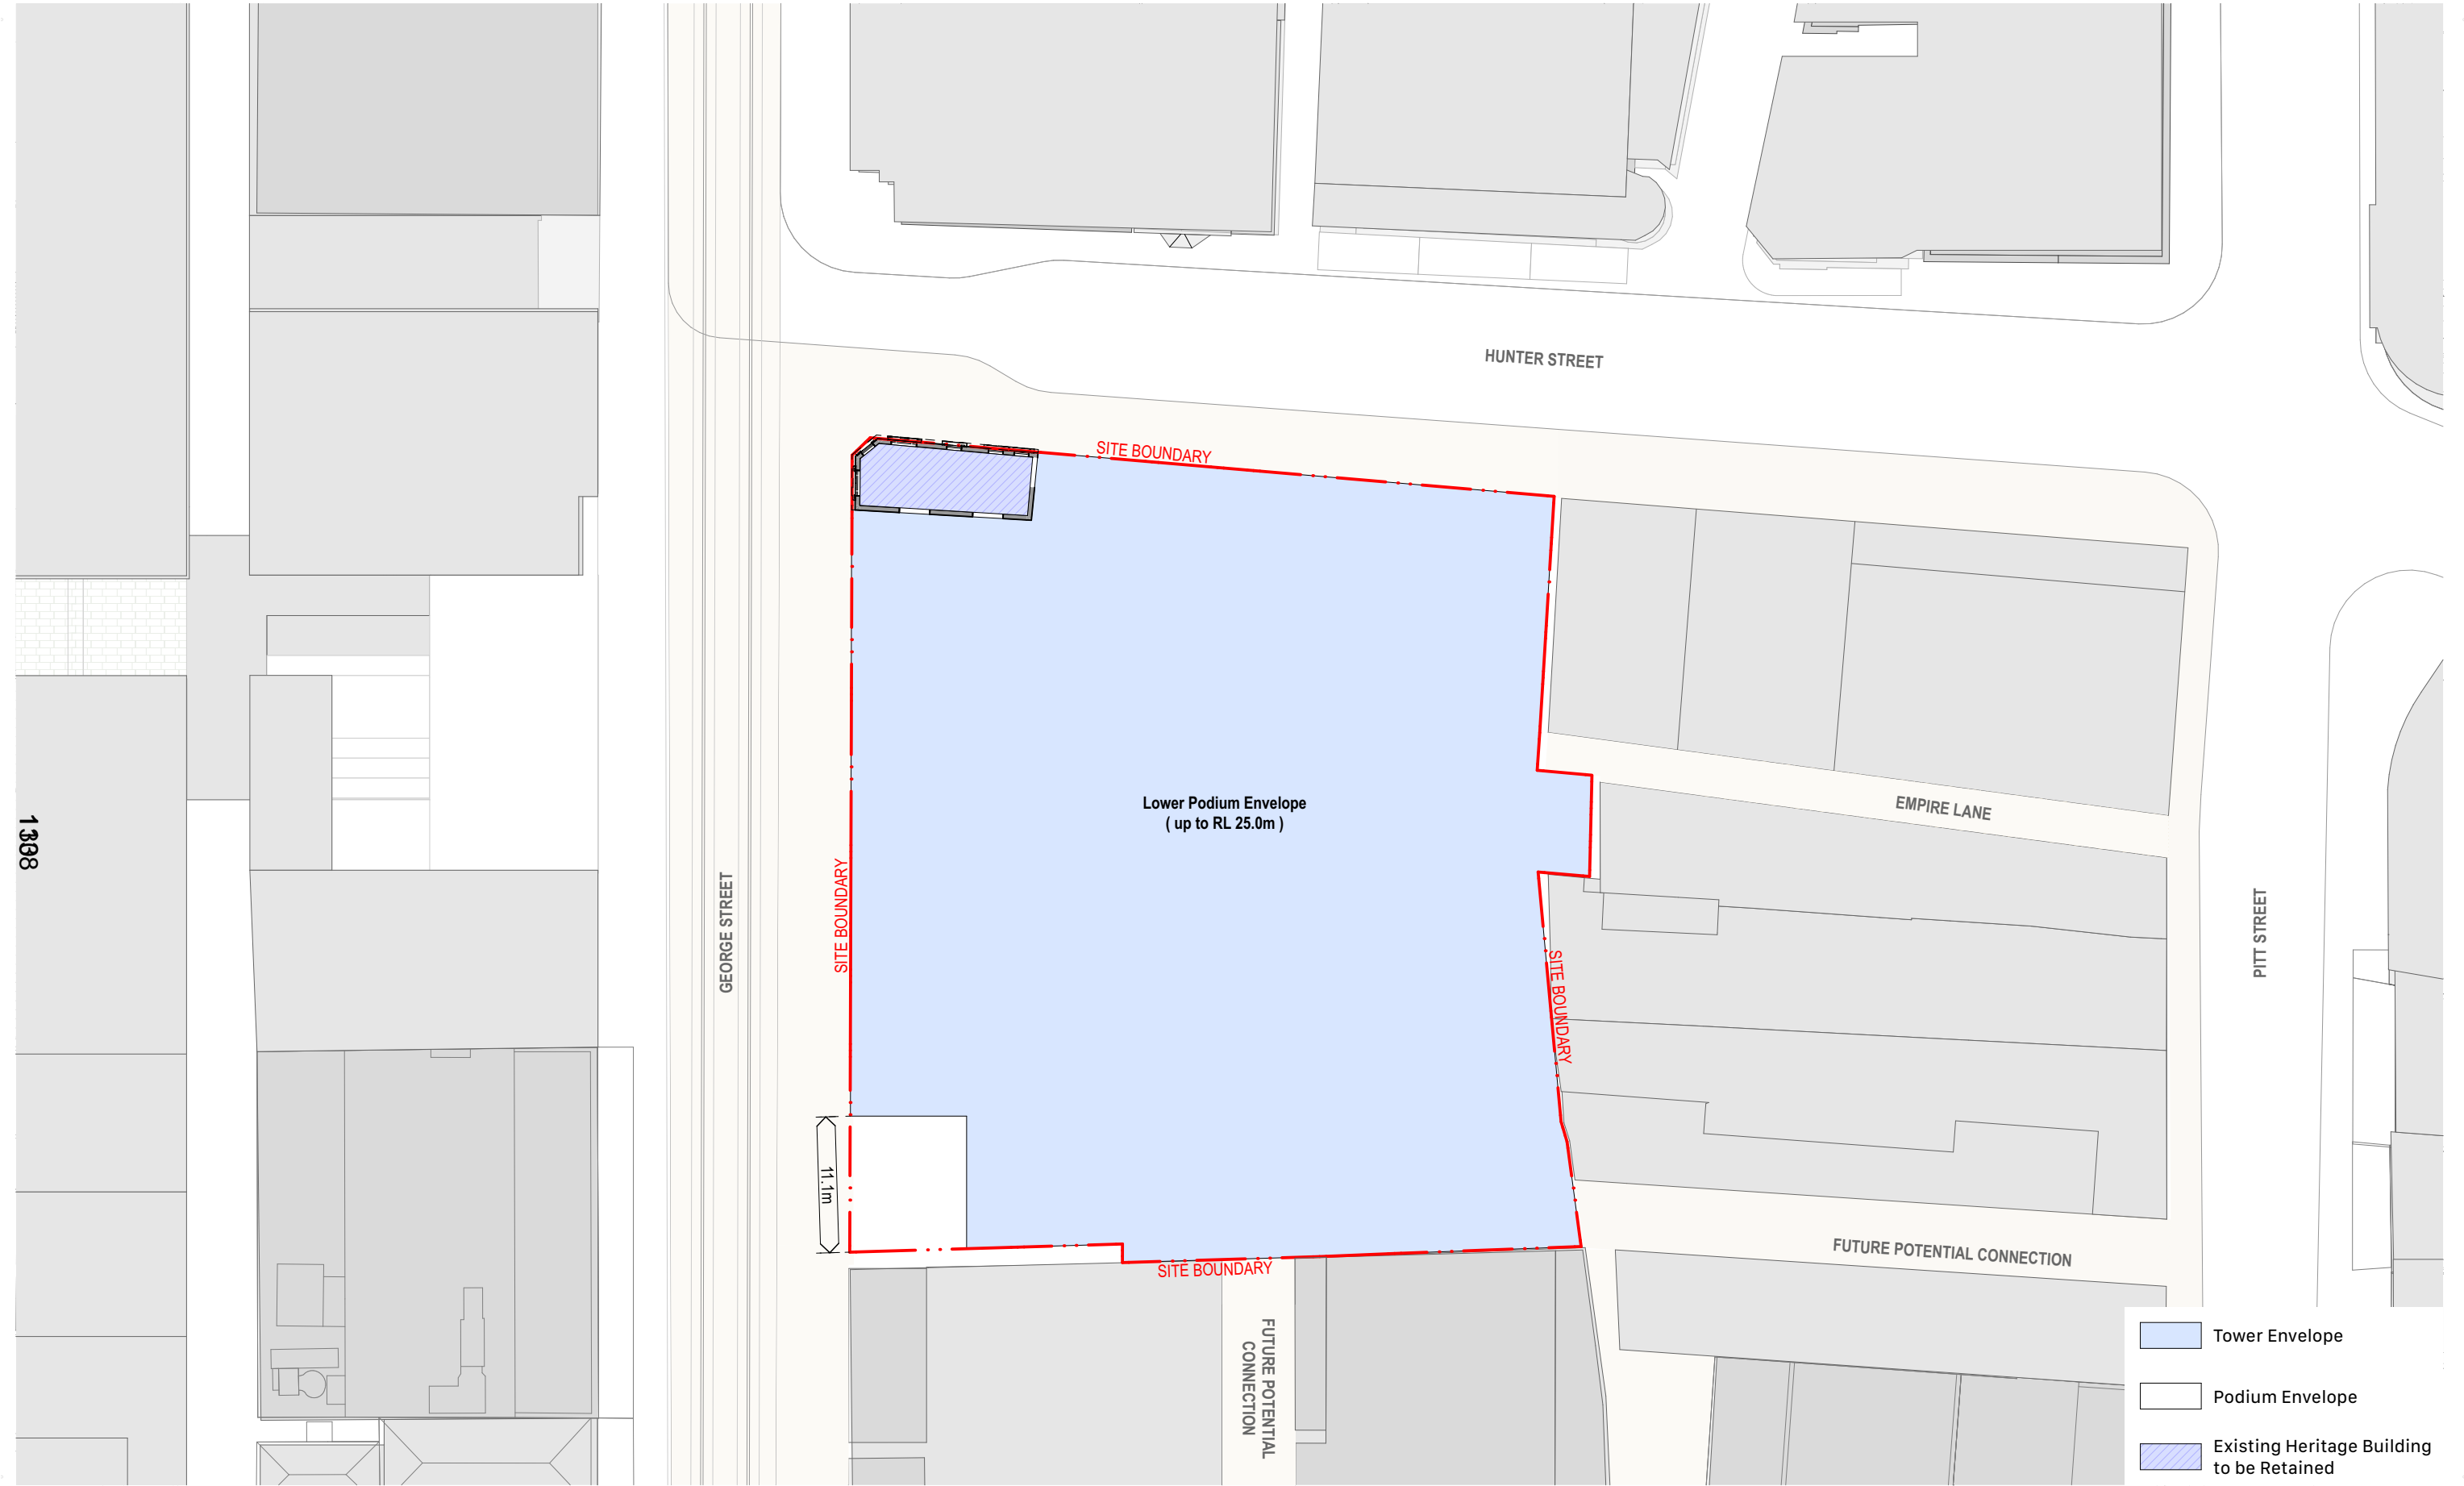 HUNTER STREET
SITE BOUNDARY
Lower Podium Envelope
( up to RL 25.0m )
EMPIRE LANE
SITE BOUNDARY
GEORGE STREET
PITT STREET
SITE BOUNDARY
11.1m
FUTURE POTENTIAL CONNECTION
SITE BOUNDARY
FUTURE POTENTIAL
CONNECTION
Tower Envelope
Podium Envelope
Existing Heritage Building
to be Retained